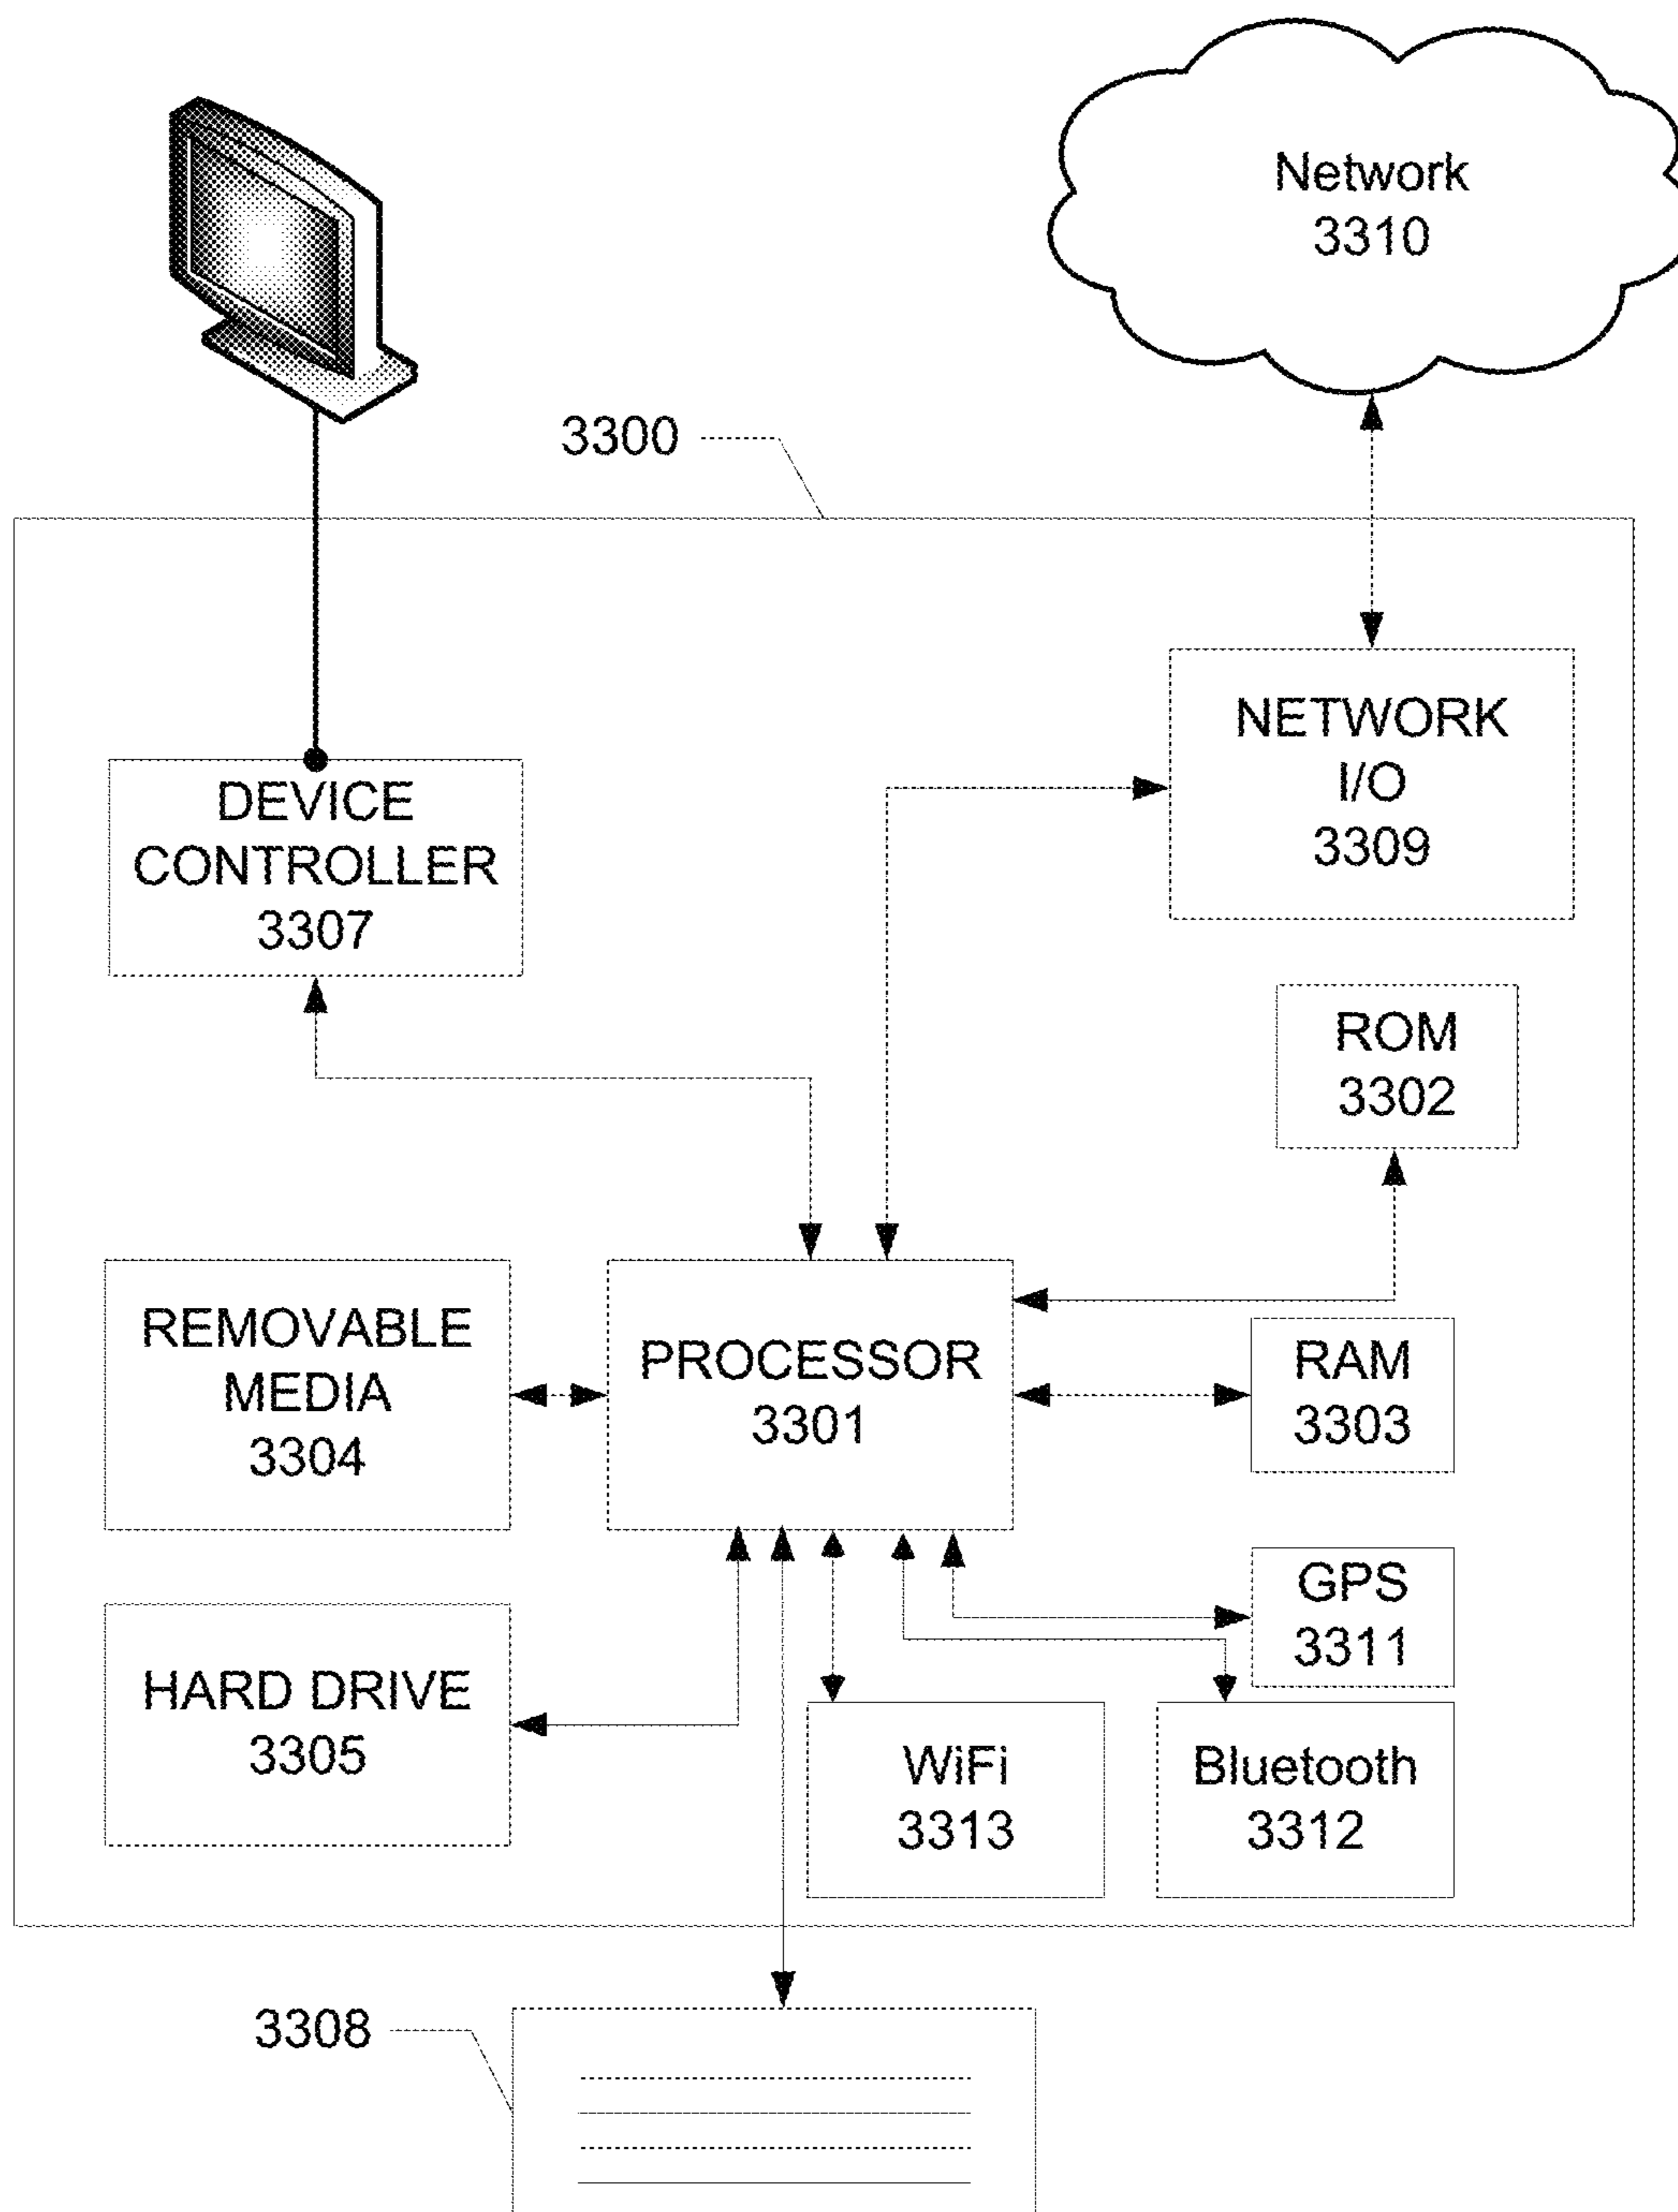 Network
3310
3300
NETWORK
I/O
3309
DEVICE
CONTROLLER
3307
ROM
3302
REMOVABLE
MEDIA
3304
PROCESSOR
3301
RAM
3303
GPS
3311
HARD DRIVE
3305
WiFi
3313
Bluetooth
3312
3308